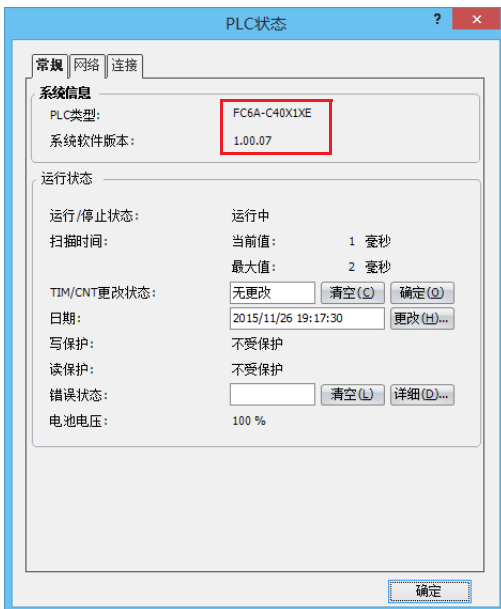 PLC状态
?
×
常规 网络 连接
系统信息
PLC类型: FC6A-C40X1XE
系统软件版本: 1.00.07
运行状态
运行/停止状态: 运行中
扫描时间: 当前值: 1 毫秒
最大值: 2 毫秒
TIM/CNT更改状态: 无更改 清空(C) 确定(O)
日期: 2015/11/26 19:17:30 更改(H)...
写保护: 不受保护
读保护: 不受保护
错误状态: 清空(L) 详细(D)...
电池电压: 100 %
确定